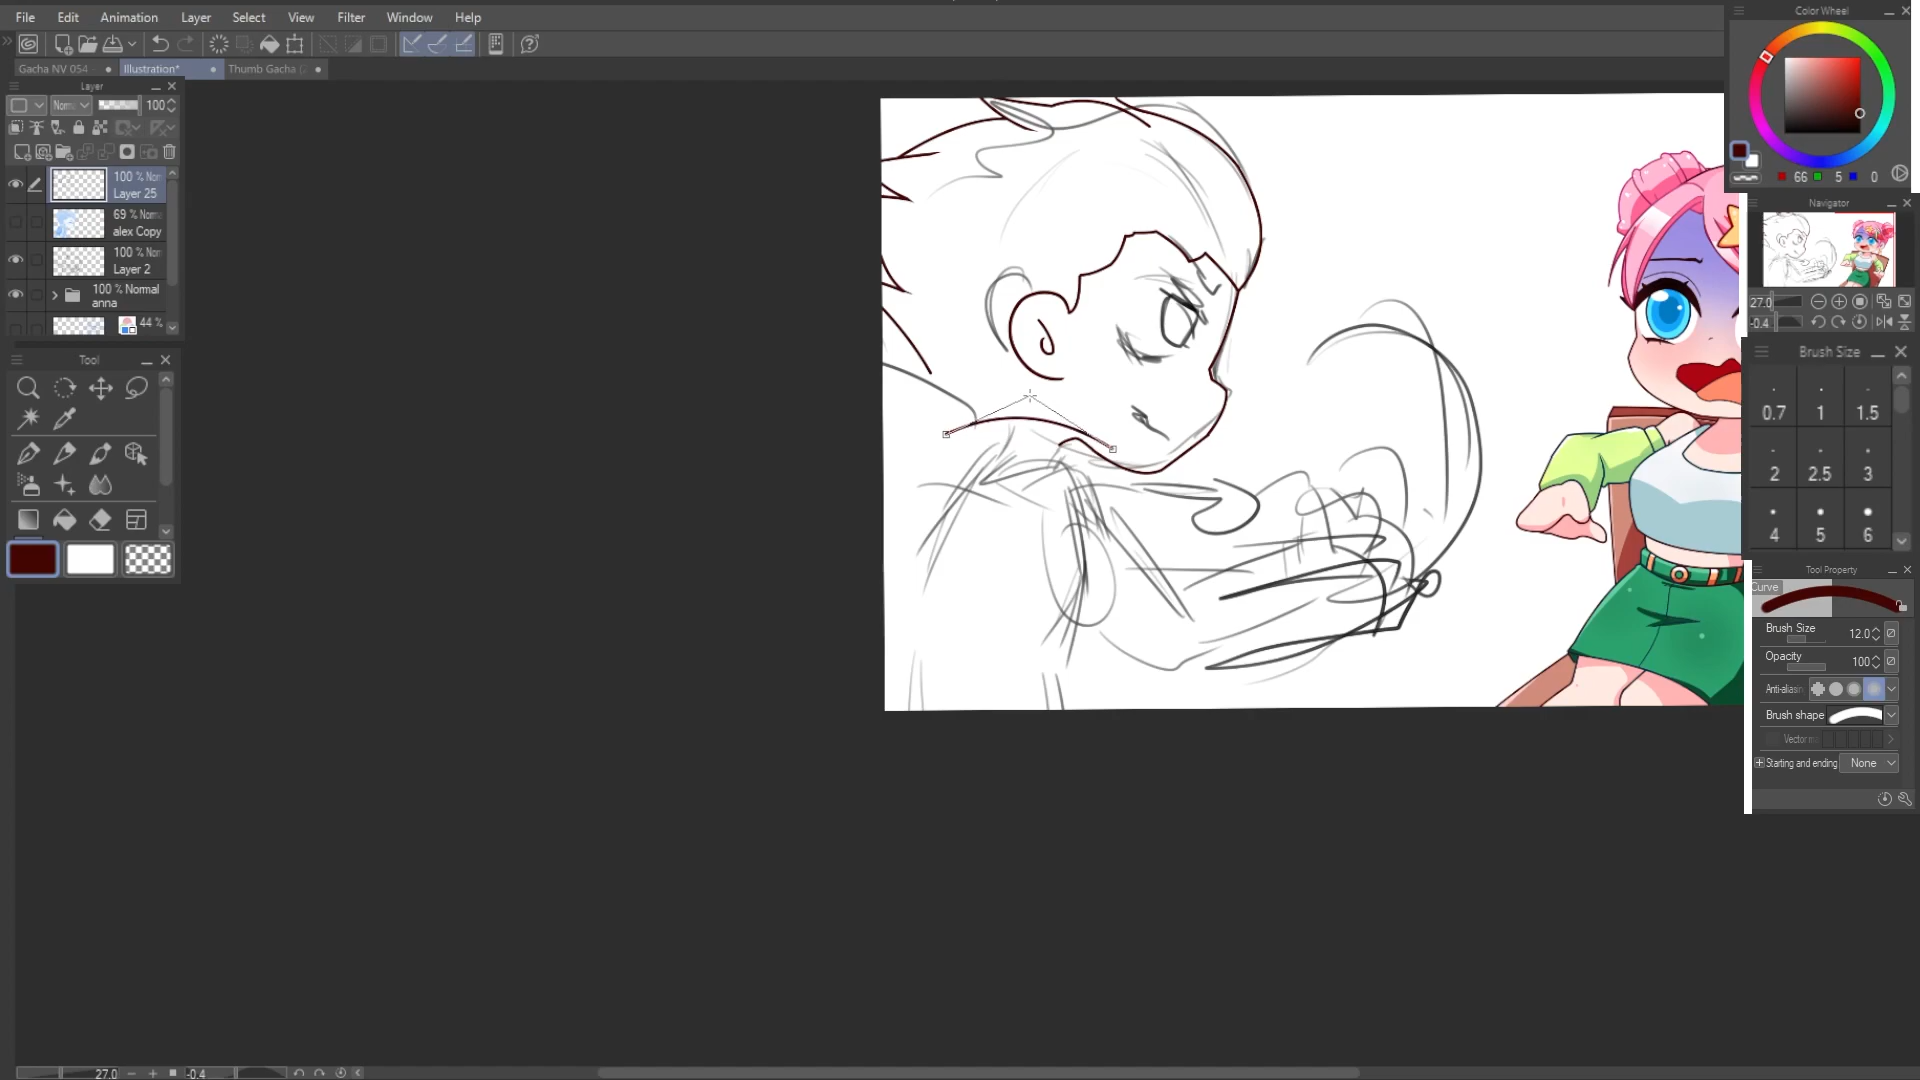 File Edit Animation Layer Select View Filter Window Help
Gacha NV 054 Illustration* Thumb Gacha (
Layer
Norm 100
100 % Nor
Layer 25
69 % Norm
alex Copy
100 % Nor
Layer 2
100 % Normal
anna
44 %
Tool
Color Wheel
66 5 0
Navigator
27.0
-0.4
Brush Size
0.7 1 1.5
2 2.5 3
4 5 6
Tool Property
Curve
Brush Size 12.0
Opacity 100
Anti-aliasin
Brush shape
Vector m
Starting and ending None
27.0 -0.4